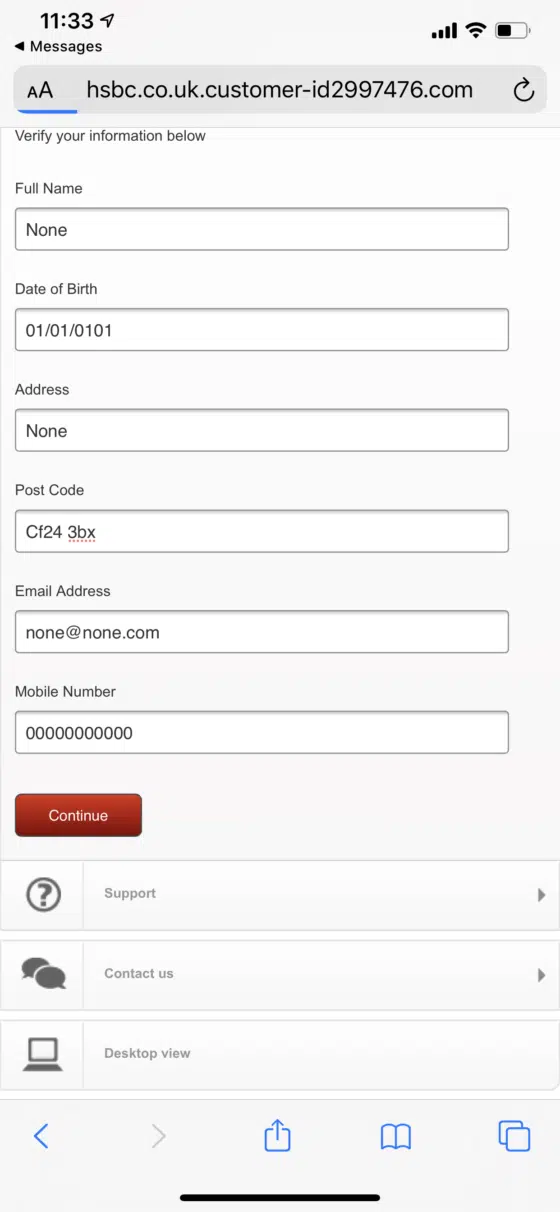 11:33
Messages
AA hsbc.co.uk.customer-id2997476.com
Verify your information below
Full Name
None
Date of Birth
01/01/0101
Address
None
Post Code
Cf24 3bx
Email Address
none@none.com
Mobile Number
00000000000
Continue
Support
Contact us
Desktop view